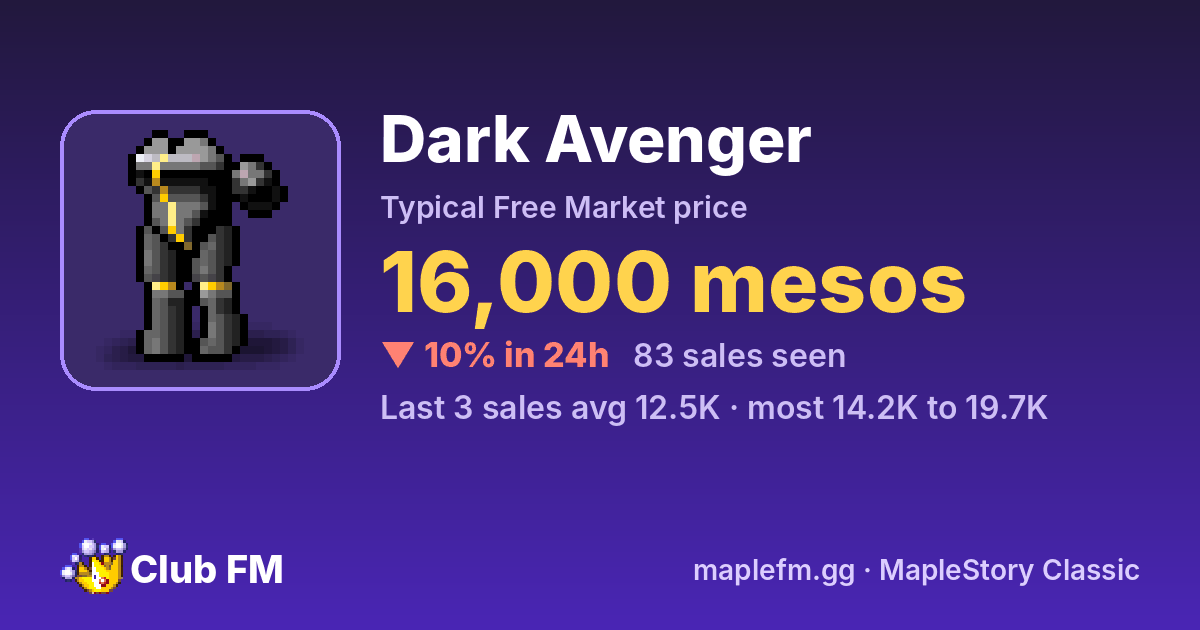 Dark Avenger
Typical Free Market price
16,000 mesos
▼ 10% in 24h 83 sales seen
Last 3 sales avg 12.5K · most 14.2K to 19.7K
Club FM
maplefm.gg · MapleStory Classic